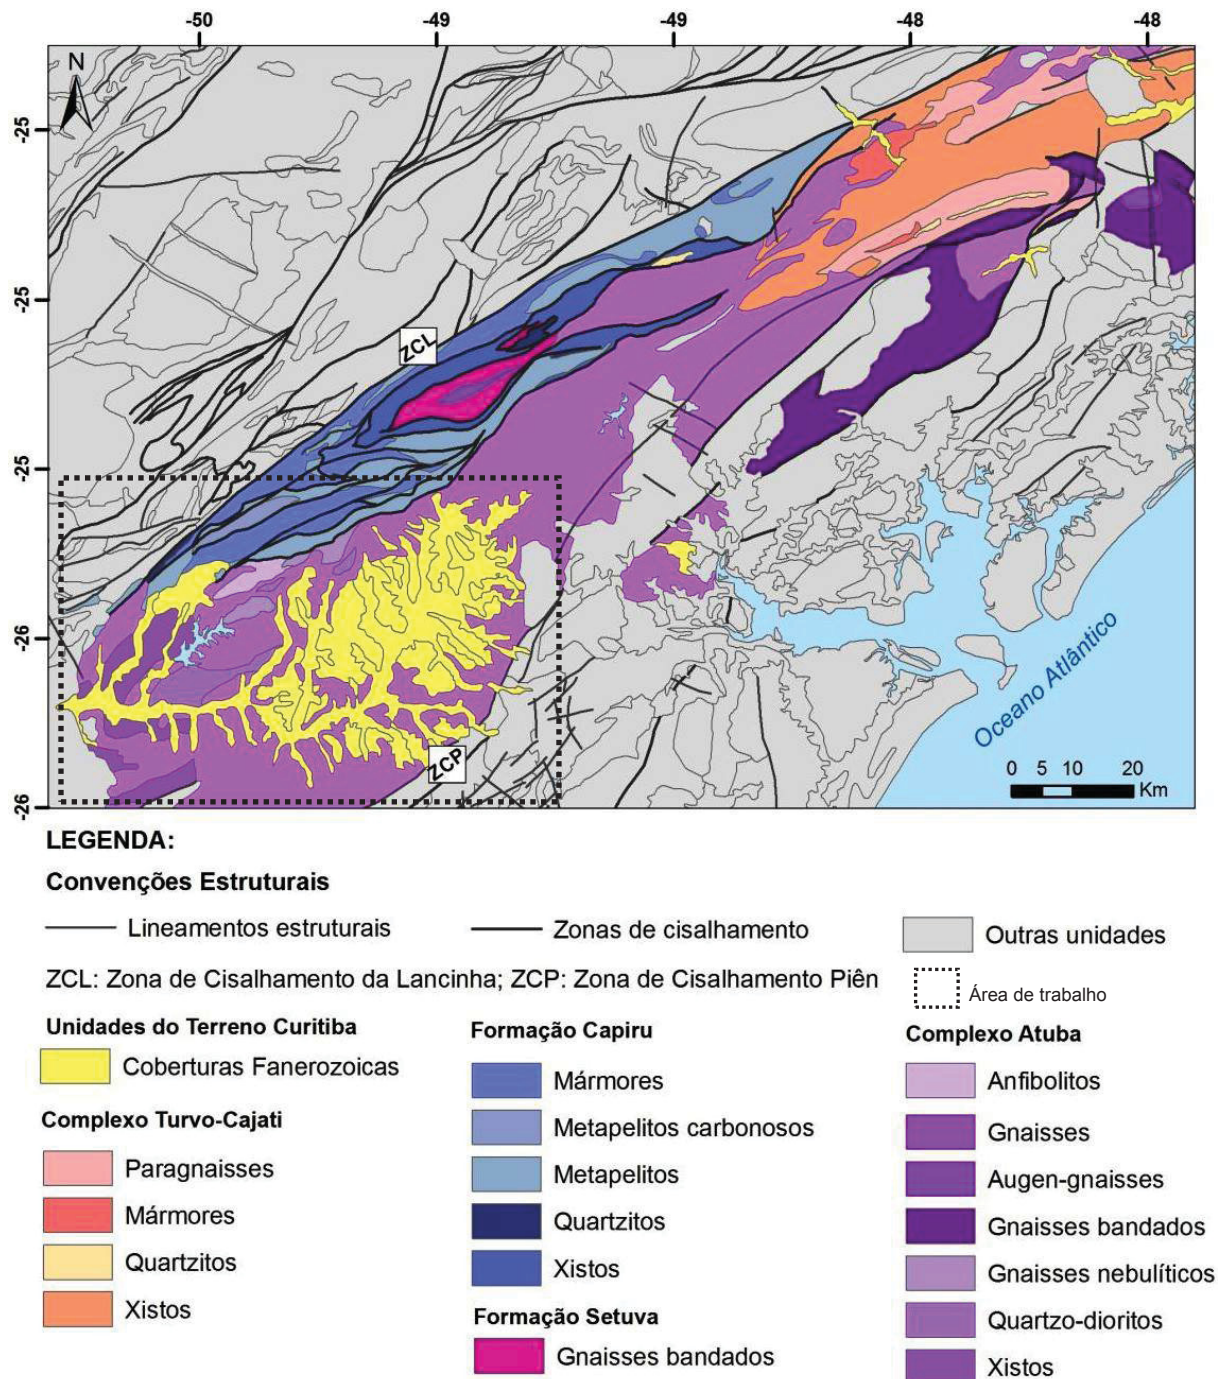 -50 -49 -49 -48 -48
N
-25
-25
-25
-26
-26
ZCL
ZCP
Oceano Atlântico
0 5 10 20
Km
LEGENDA:
Convenções Estruturais
Lineamentos estruturais
Zonas de cisalhamento
Outras unidades
ZCL: Zona de Cisalhamento da Lancinha; ZCP: Zona de Cisalhamento Piên
Área de trabalho
Unidades do Terreno Curitiba
Coberturas Fanerozoicas
Complexo Turvo-Cajati
Paragnaisses
Mármores
Quartzitos
Xistos
Formação Capiru
Mármores
Metapelitos carbonosos
Metapelitos
Quartzitos
Xistos
Formação Setuva
Gnaisses bandados
Complexo Atuba
Anfibolitos
Gnaisses
Augen-gnaisses
Gnaisses bandados
Gnaisses nebulíticos
Quartzo-dioritos
Xistos